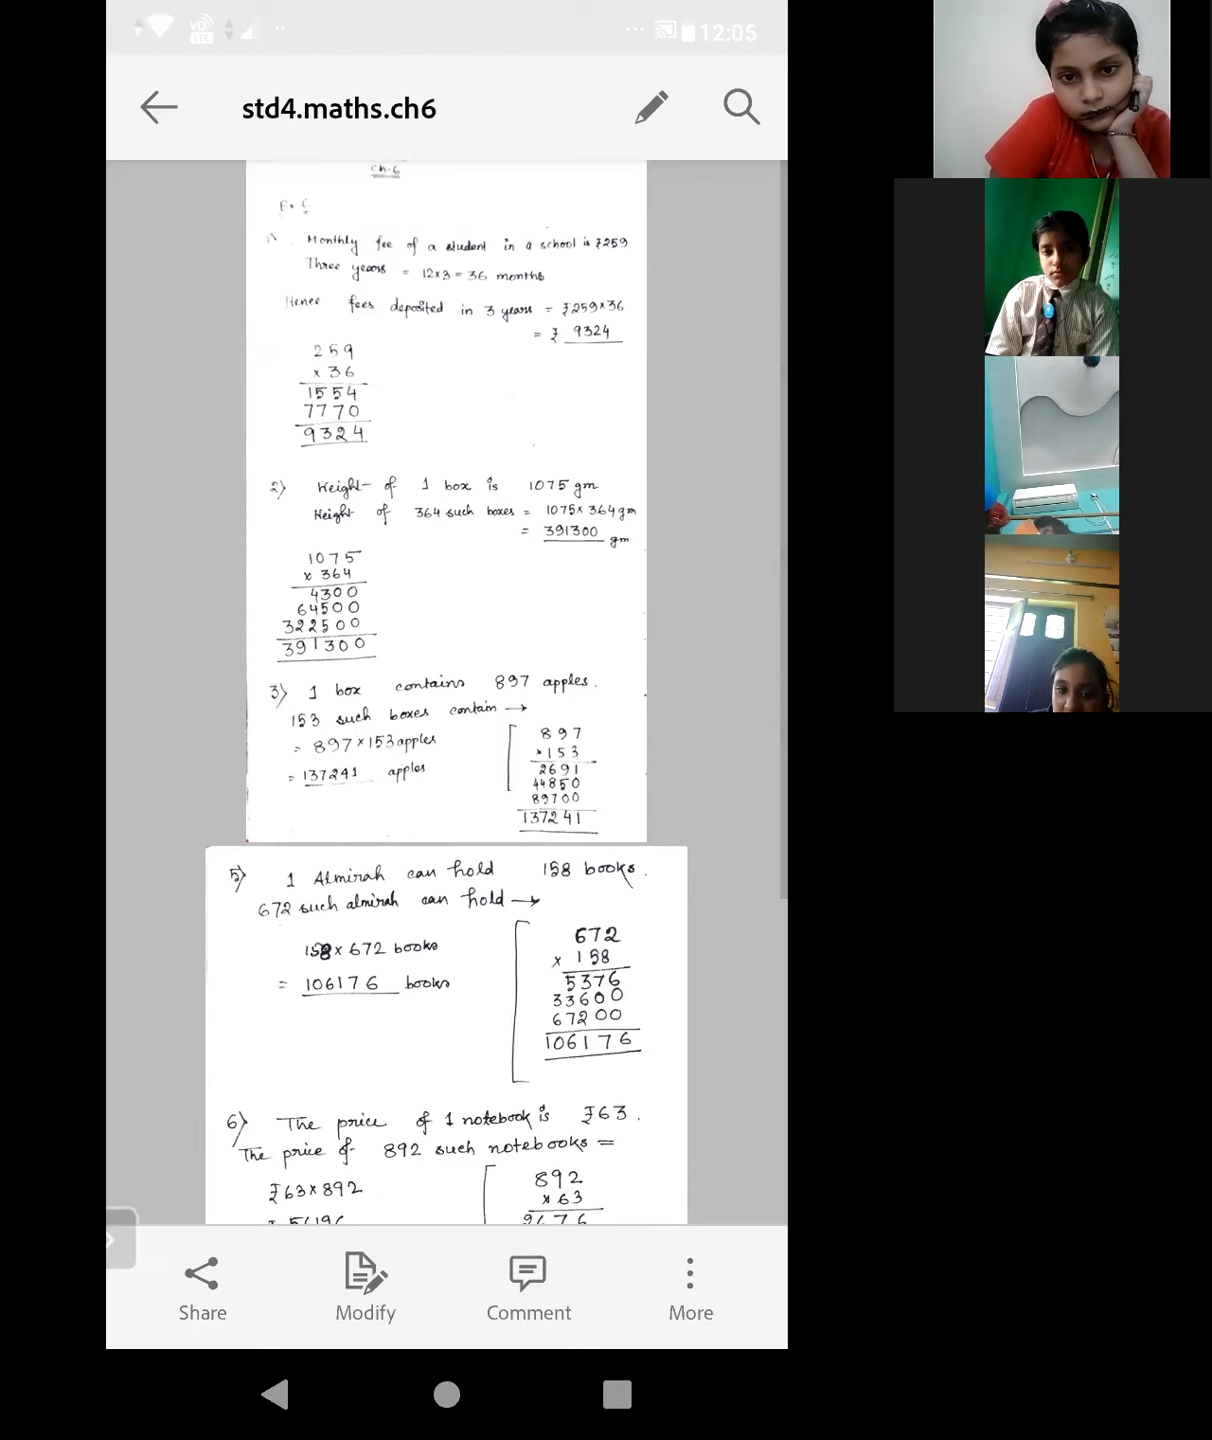 VO LTE 12:05
std4.maths.ch6
Ch-6
Ex 6
1) Monthly fee of a student in a school is ₹259
Three years = 12×3 = 36 months
Hence fees deposited in 3 years = ₹259×36
= ₹ 9324
259
× 36
1554
7770
9324
2) Weight of 1 box is 1075 gm
Weight of 364 such boxes = 1075×364gm
= 391300 gm
1075
× 364
4300
64500
322500
391300
3) 1 box contains 897 apples.
153 such boxes contain →
= 897×153 apples
= 137241 apples
897
×153
2691
44850
89700
137241
5) 1 Almirah can hold 158 books.
672 such almirah can hold →
158 × 672 books
= 106176 books
672
× 158
5376
33600
67200
106176
6) The price of 1 notebook is ₹63.
The price of 892 such notebooks =
₹63×892
892
×63
2676
Share Modify Comment More